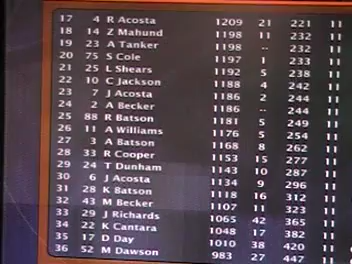 17 4 R Acosta 1209 21 221 11
18 14 Z Mahund 1198 11 232 11
19 23 A Tanker 1198 -- 232 11
20 75 S Cole 1197 1 233 11
21 25 L Shears 1192 5 238 11
22 10 C Jackson 1188 4 242 11
23 7 J Acosta 1186 2 244 11
24 2 A Becker 1186 -- 244 11
25 88 R Batson 1181 5 249 11
26 11 A Williams 1176 5 254 11
27 3 A Batson 1168 8 262 11
28 33 R Cooper 1153 15 277 11
29 24 T Dunham 1143 10 287 11
30 6 J Acosta 1134 9 296 11
31 28 K Batson 1118 16 312 11
32 43 M Becker 1107 11 323 11
33 29 J Richards 1065 42 365 11
34 22 K Cantara 1048 17 382 11
35 17 D Day 1010 38 420 11
36 52 M Dawson 983 27 447 11